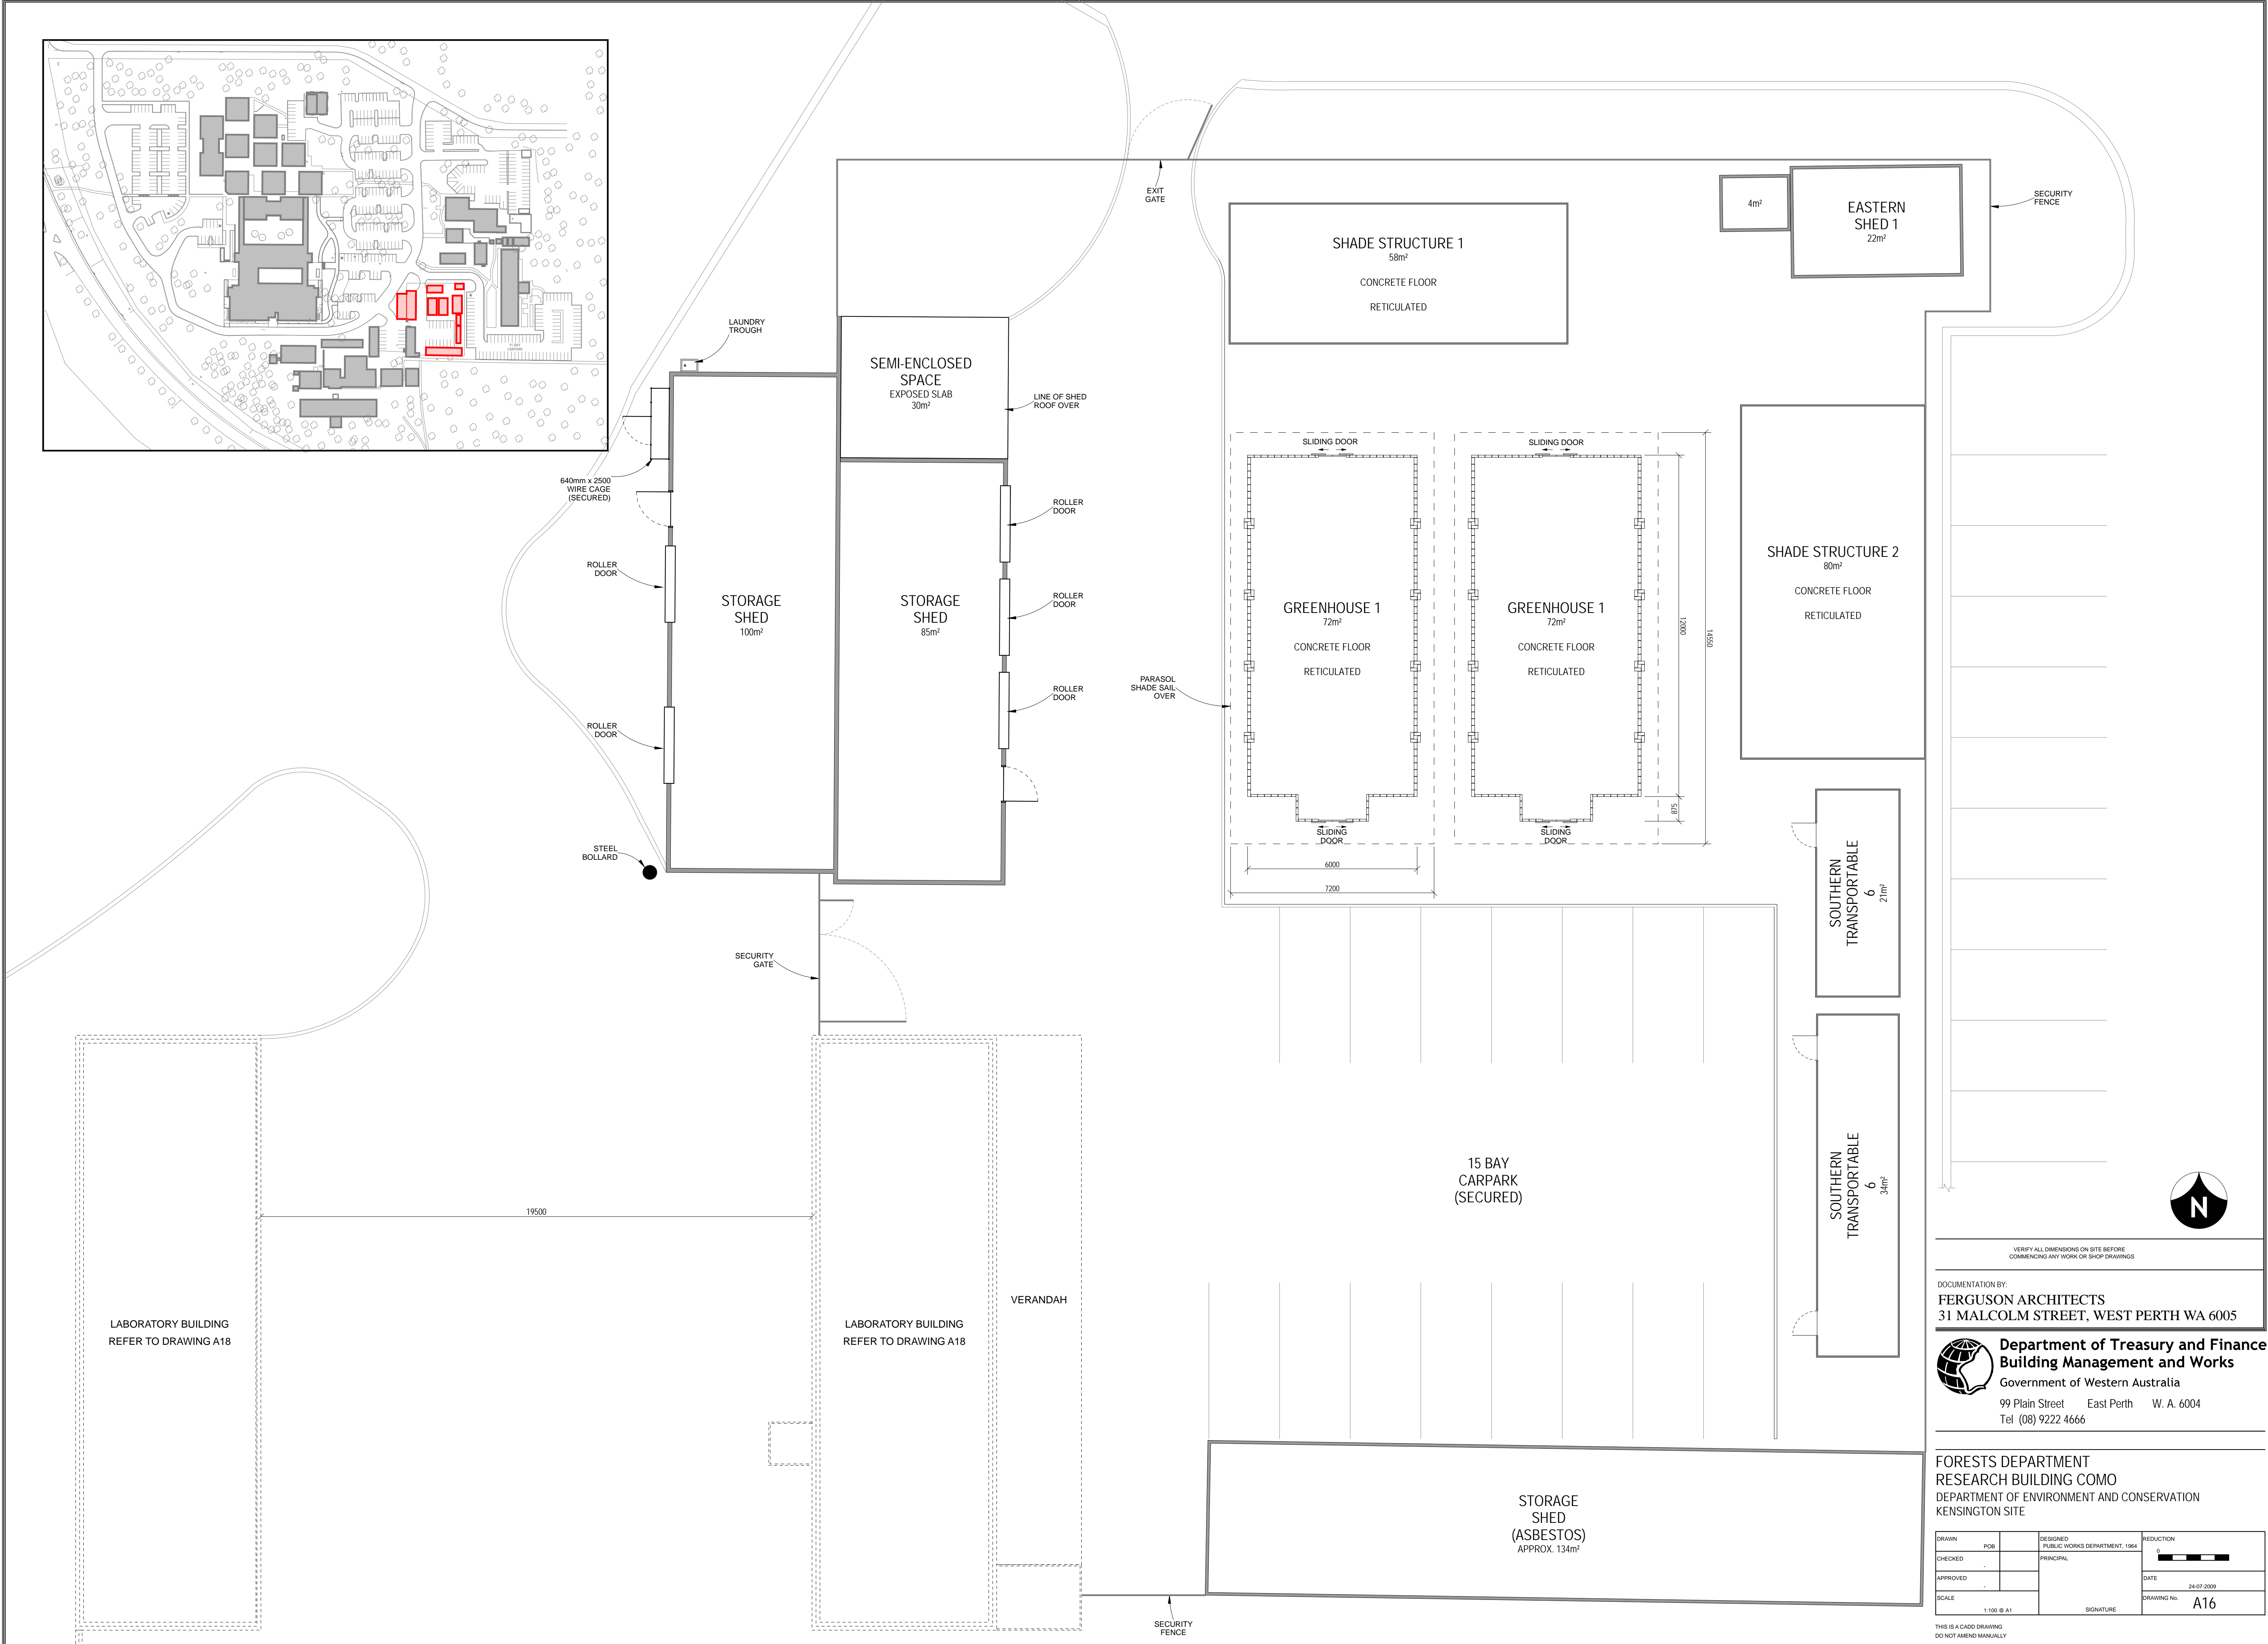 EXIT
GATE
SECURITY
FENCE
4m²
EASTERN
SHED 1
22m²
SHADE STRUCTURE 1
58m²
CONCRETE FLOOR
RETICULATED
LAUNDRY
TROUGH
SEMI-ENCLOSED
SPACE
EXPOSED SLAB
30m²
LINE OF SHED
ROOF OVER
640mm x 2500
WIRE CAGE
(SECURED)
ROLLER
DOOR
ROLLER
DOOR
STORAGE
SHED
100m²
STORAGE
SHED
85m²
ROLLER
DOOR
ROLLER
DOOR
ROLLER
DOOR
STEEL
BOLLARD
SECURITY
GATE
PARASOL
SHADE SAIL
OVER
SLIDING DOOR
GREENHOUSE 1
72m²
CONCRETE FLOOR
RETICULATED
SLIDING
DOOR
6000
7200
SLIDING DOOR
GREENHOUSE 1
72m²
CONCRETE FLOOR
RETICULATED
SLIDING
DOOR
12000
14550
875
SHADE STRUCTURE 2
80m²
CONCRETE FLOOR
RETICULATED
SOUTHERN
TRANSPORTABLE
6
21m²
SOUTHERN
TRANSPORTABLE
6
34m²
15 BAY
CARPARK
(SECURED)
19500
LABORATORY BUILDING
REFER TO DRAWING A18
LABORATORY BUILDING
REFER TO DRAWING A18
VERANDAH
STORAGE
SHED
(ASBESTOS)
APPROX. 134m²
SECURITY
FENCE
N
VERIFY ALL DIMENSIONS ON SITE BEFORE
COMMENCING ANY WORK OR SHOP DRAWINGS
DOCUMENTATION BY:
FERGUSON ARCHITECTS
31 MALCOLM STREET, WEST PERTH WA 6005
Department of Treasury and Finance
Building Management and Works
Government of Western Australia
99 Plain Street East Perth W. A. 6004
Tel (08) 9222 4666
FORESTS DEPARTMENT
RESEARCH BUILDING COMO
DEPARTMENT OF ENVIRONMENT AND CONSERVATION
KENSINGTON SITE
DRAWN
POB
DESIGNED
PUBLIC WORKS DEPARTMENT, 1964
REDUCTION
0
CHECKED
-
PRINCIPAL
APPROVED
-
DATE
24-07-2009
SCALE
1:100 @ A1
SIGNATURE
DRAWING No.
A16
THIS IS A CADD DRAWING
DO NOT AMEND MANUALLY